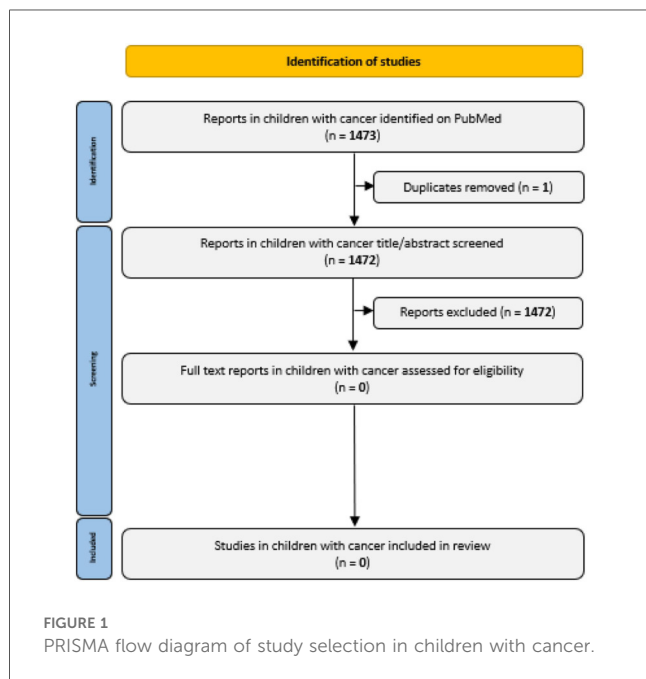 Identification of studies
Identification
Reports in children with cancer identified on PubMed
(n = 1473)
Duplicates removed (n = 1)
Screening
Reports in children with cancer title/abstract screened
(n = 1472)
Reports excluded (n = 1472)
Full text reports in children with cancer assessed for eligibility
(n = 0)
Included
Studies in children with cancer included in review
(n = 0)
FIGURE 1
PRISMA flow diagram of study selection in children with cancer.